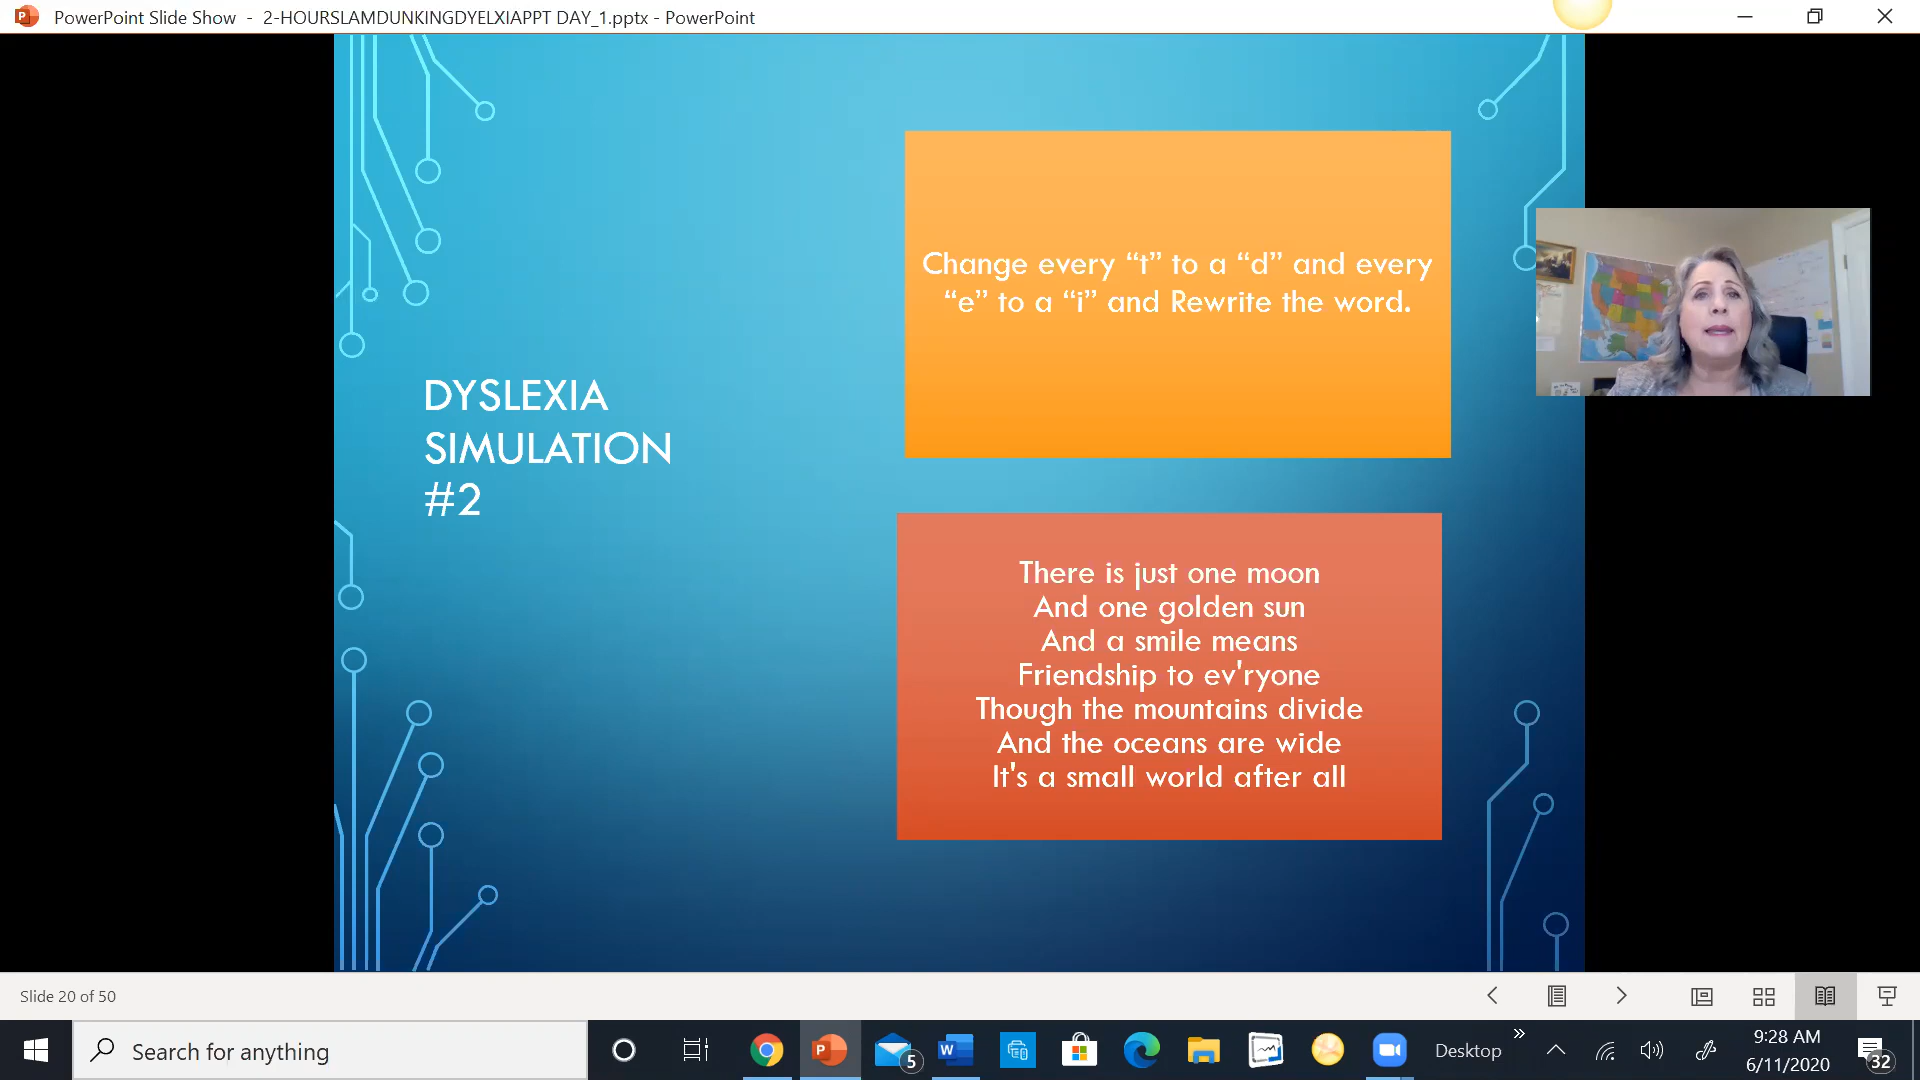 PowerPoint Slide Show - 2-HOURSLAMDUNKINGDYELXIAPPT DAY_1.pptx - PowerPoint
Change every “t” to a “d” and every
“e” to a “i” and Rewrite the word.
DYSLEXIA
SIMULATION
#2
There is just one moon
And one golden sun
And a smile means
Friendship to ev'ryone
Though the mountains divide
And the oceans are wide
It's a small world after all
Slide 20 of 50
Search for anything
5
Desktop
9:28 AM
6/11/2020
32